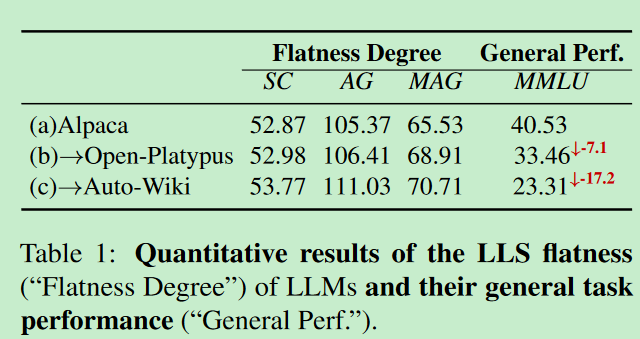 Flatness Degree General Perf.
SC AG MAG MMLU
(a)Alpaca 52.87 105.37 65.53 40.53
(b)→Open-Platypus 52.98 106.41 68.91 33.46↓-7.1
(c)→Auto-Wiki 53.77 111.03 70.71 23.31↓-17.2
Table 1: Quantitative results of the LLS flatness
(“Flatness Degree”) of LLMs and their general task
performance (“General Perf.”).